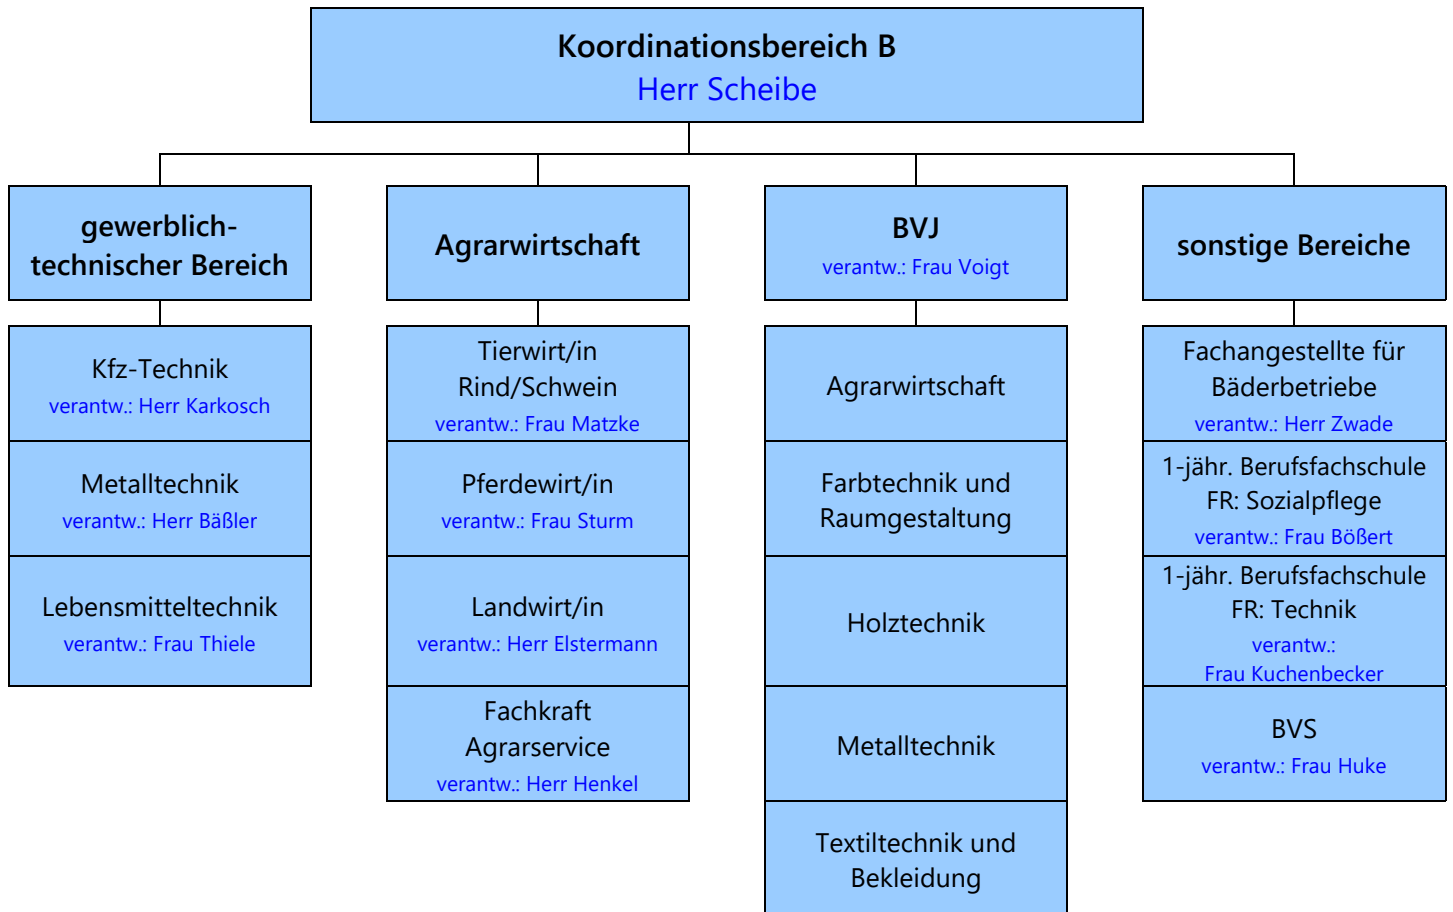 Koordinationsbereich B
Herr Scheibe
gewerblich-
technischer Bereich
Kfz-Technik
verantw.: Herr Karkosch
Metalltechnik
verantw.: Herr Bäßler
Lebensmitteltechnik
verantw.: Frau Thiele
Agrarwirtschaft
Tierwirt/in
Rind/Schwein
verantw.: Frau Matzke
Pferdewirt/in
verantw.: Frau Sturm
Landwirt/in
verantw.: Herr Elstermann
Fachkraft
Agrarservice
verantw.: Herr Henkel
BVJ
verantw.: Frau Voigt
Agrarwirtschaft
Farbtechnik und
Raumgestaltung
Holztechnik
Metalltechnik
Textiltechnik und
Bekleidung
sonstige Bereiche
Fachangestellte für
Bäderbetriebe
verantw.: Herr Zwade
1-jähr. Berufsfachschule
FR: Sozialpflege
verantw.: Frau Bößert
1-jähr. Berufsfachschule
FR: Technik
verantw.:
Frau Kuchenbecker
BVS
verantw.: Frau Huke